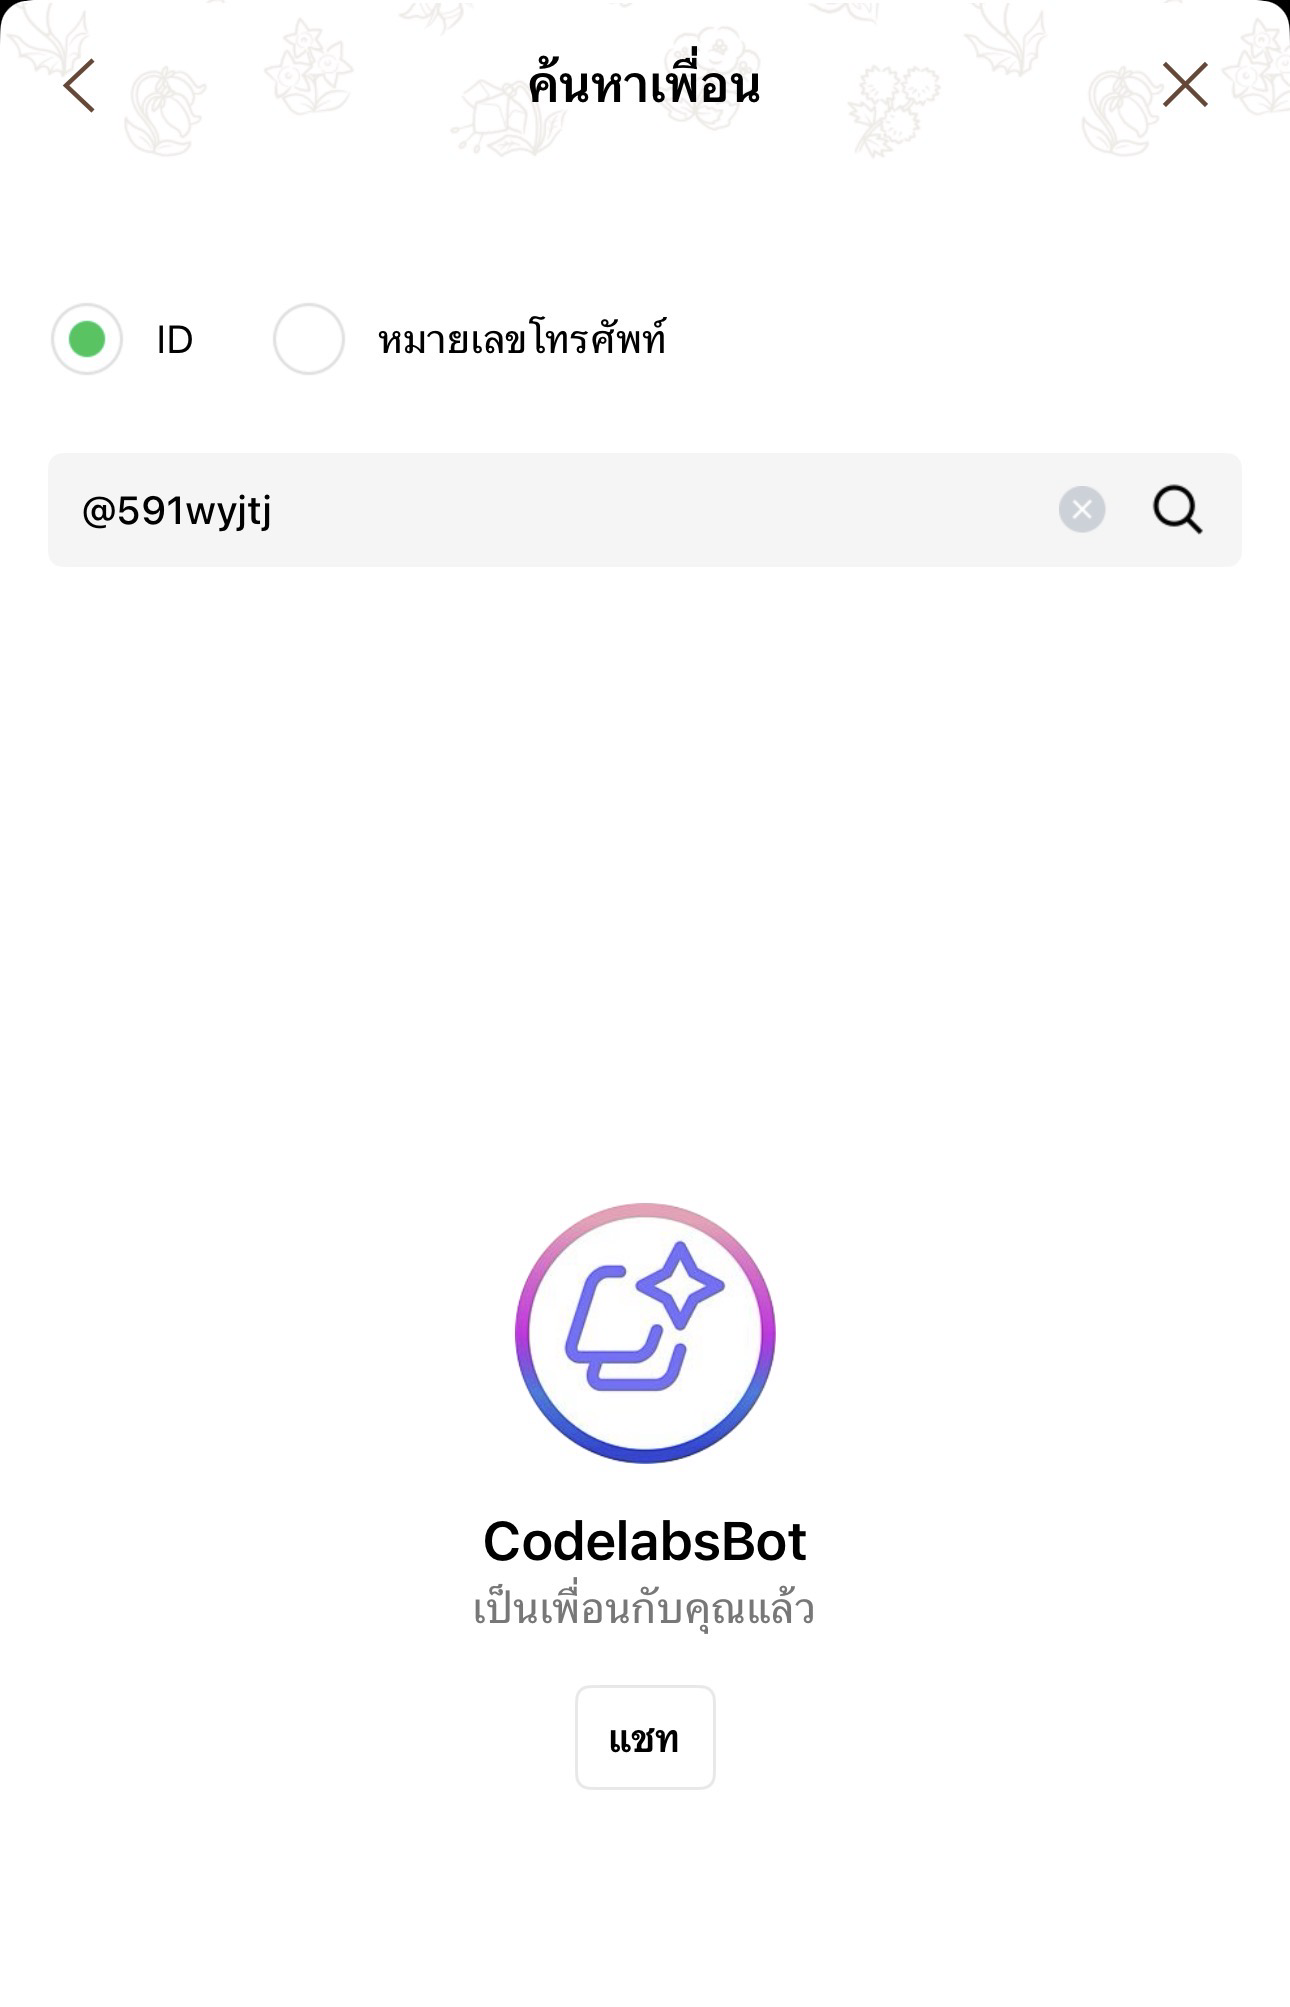 ค้นหาเพื่อน
ID หมายเลขโทรศัพท์
@591wyjtj
CodelabsBot
เป็นเพื่อนกับคุณแล้ว
แชท